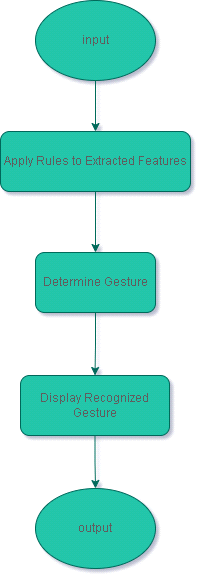 input
Apply Rules to Extracted Features
Determine Gesture
Display Recognized
Gesture
output